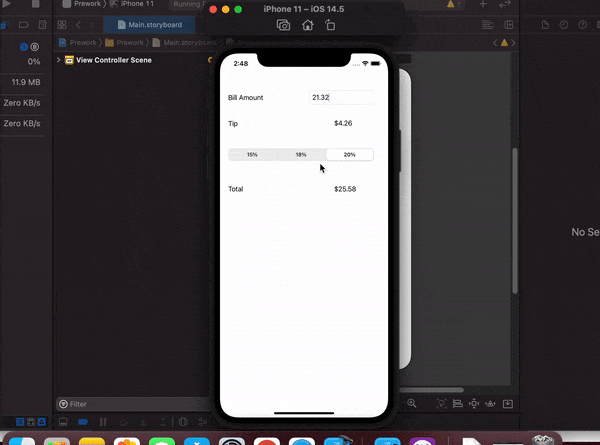 Prework
iPhone 11
Running
iPhone 11 – iOS 14.5
Main.storyboard
Prework
Prework
Main.storyboard
View Controller Scene
0%
11.9 MB
Zero KB/s
Zero KB/s
2:48
Bill Amount 21.32
Tip $4.26
15% 18% 20%
Total $25.58
No Se
Filter